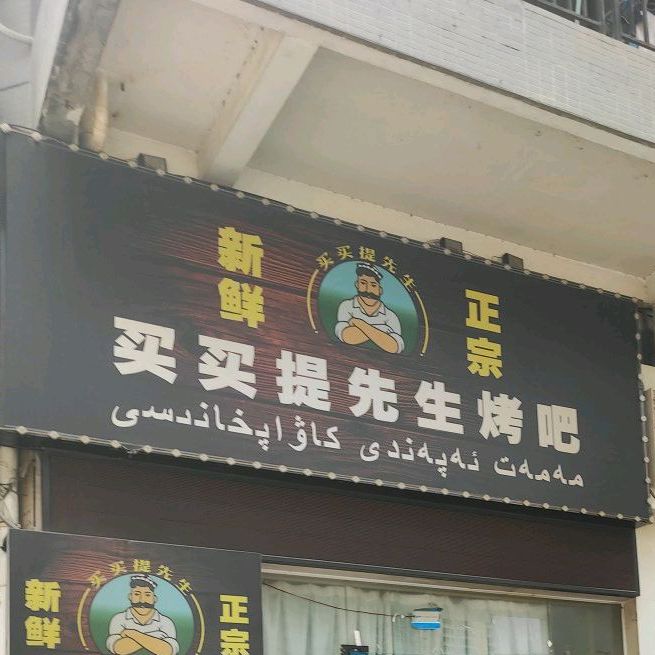 新鲜
买买提先生
正宗
买买提先生烤吧
مەمەت ئەپەندى كاۋاپخانىسى
新鲜
买买提先生
正宗